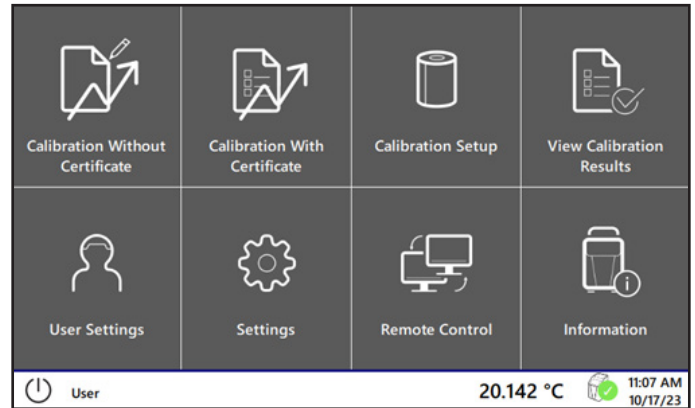 Calibration Without
Certificate
Calibration With
Certificate
Calibration Setup
View Calibration
Results
User Settings
Settings
Remote Control
Information
User
20.142 °C
11:07 AM
10/17/23